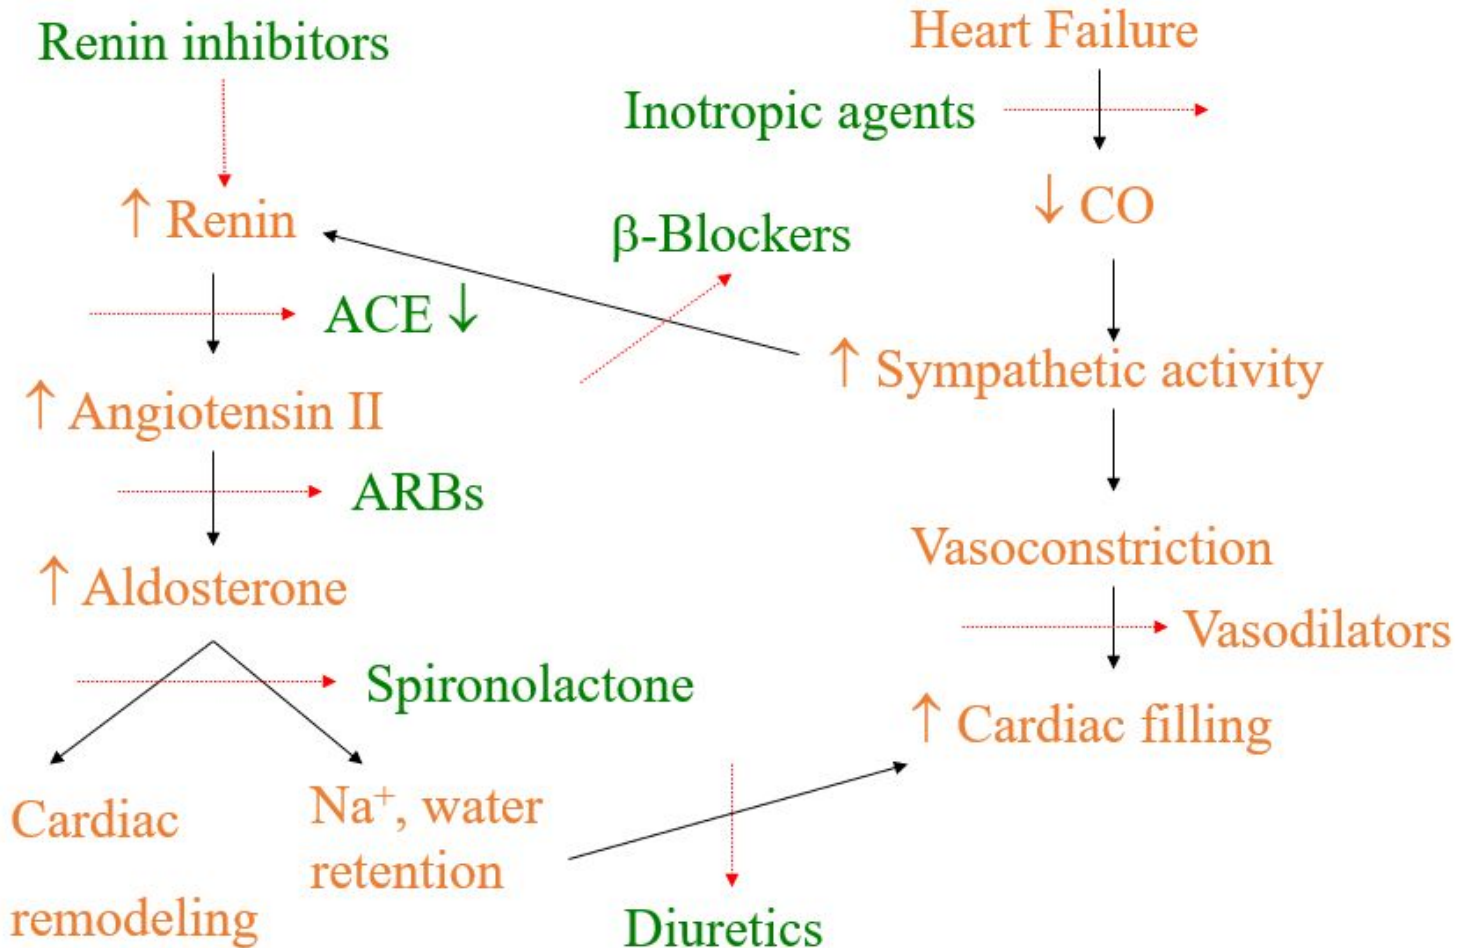 Renin inhibitors
Heart Failure
Inotropic agents
↑ Renin
↓ CO
β-Blockers
ACE ↓
↑ Sympathetic activity
↑ Angiotensin II
ARBs
Vasoconstriction
↑ Aldosterone
Vasodilators
Spironolactone
↑ Cardiac filling
Cardiac
remodeling
Na⁺, water
retention
Diuretics